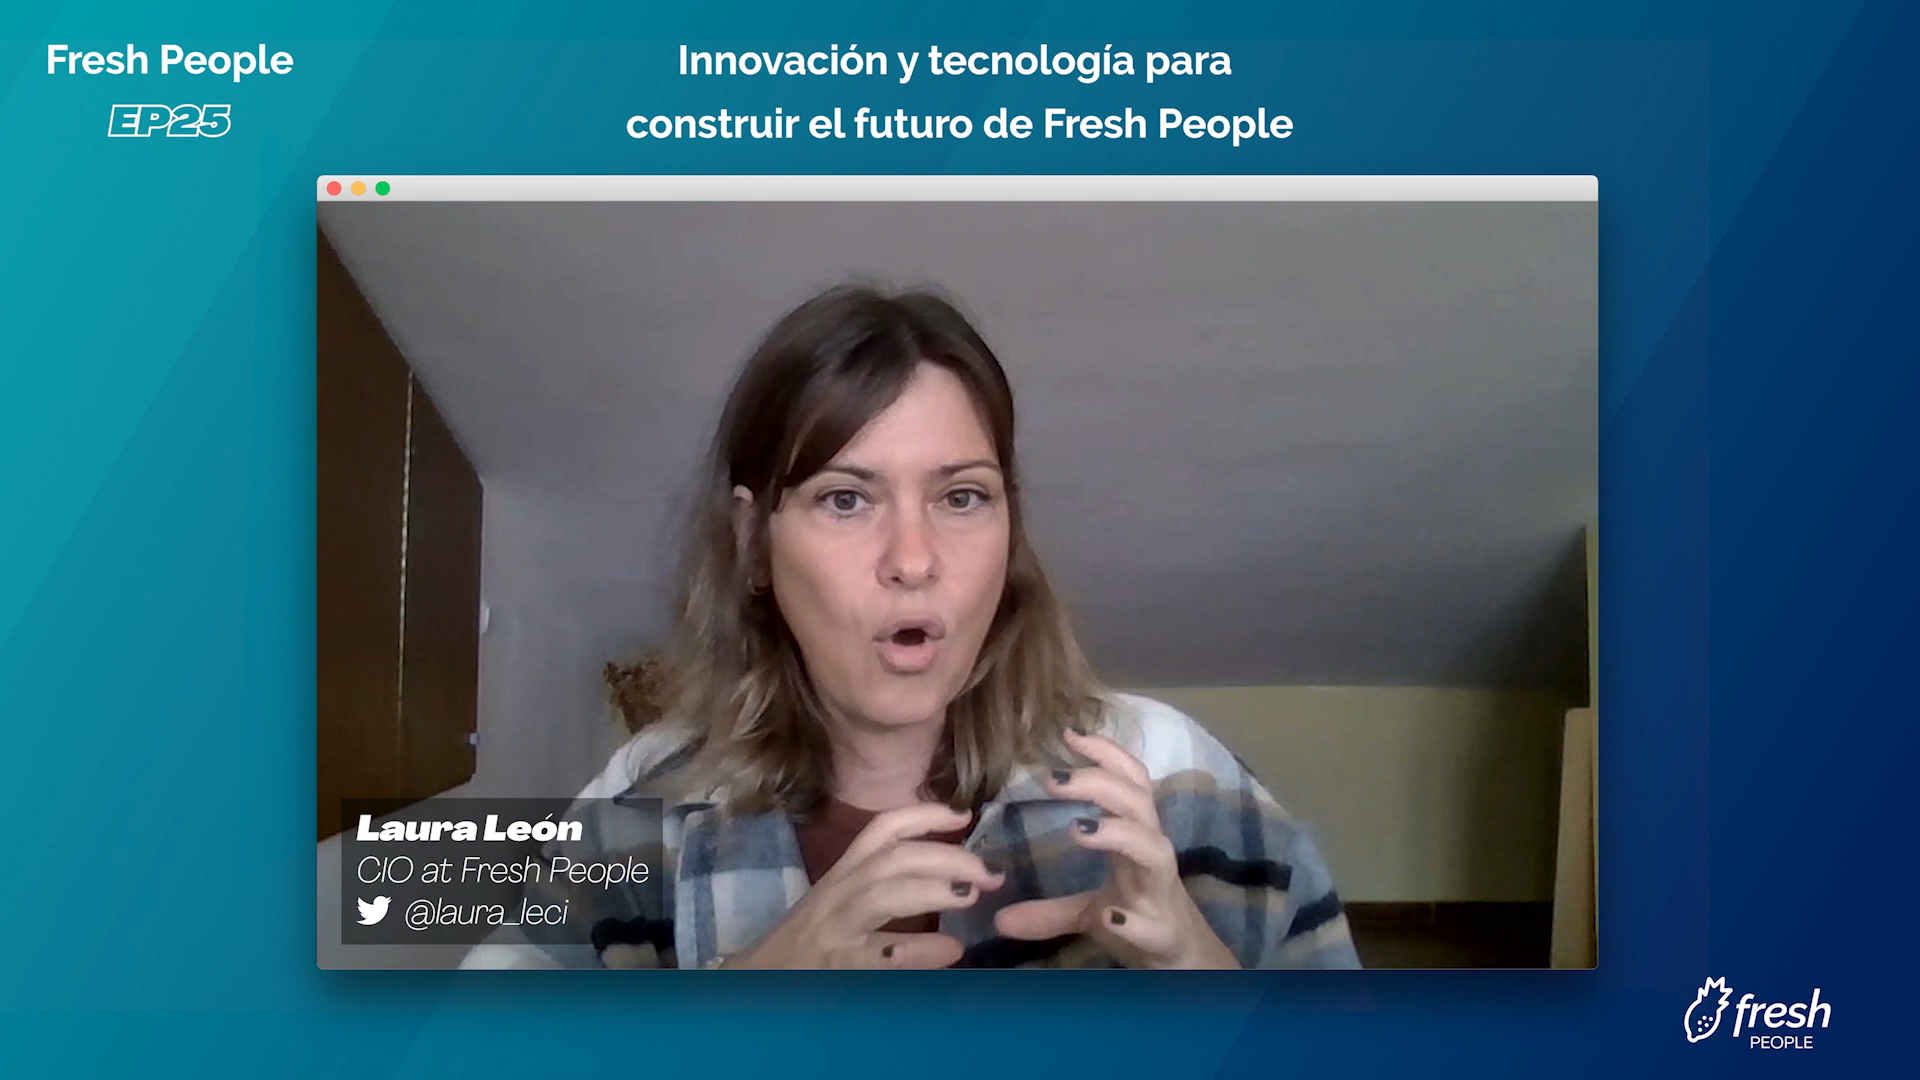 Fresh People
EP25
Innovación y tecnología para
construir el futuro de Fresh People
Laura León
CIO at Fresh People
@laura_leci
fresh
PEOPLE